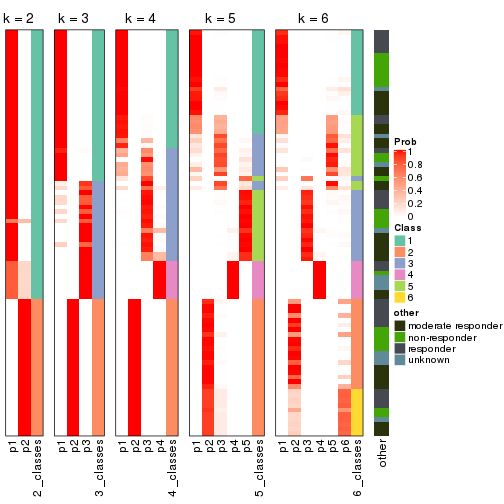 k = 2
k = 3
k = 4
k = 5
k = 6
Prob
1
0.8
0.6
0.4
0.2
0
Class
1
2
3
4
5
6
other
moderate responder
non-responder
responder
unknown
p1
p2
2_classes
p1
p2
p3
3_classes
p1
p2
p3
p4
4_classes
p1
p2
p3
p4
p5
5_classes
p1
p2
p3
p4
p5
p6
6_classes
other